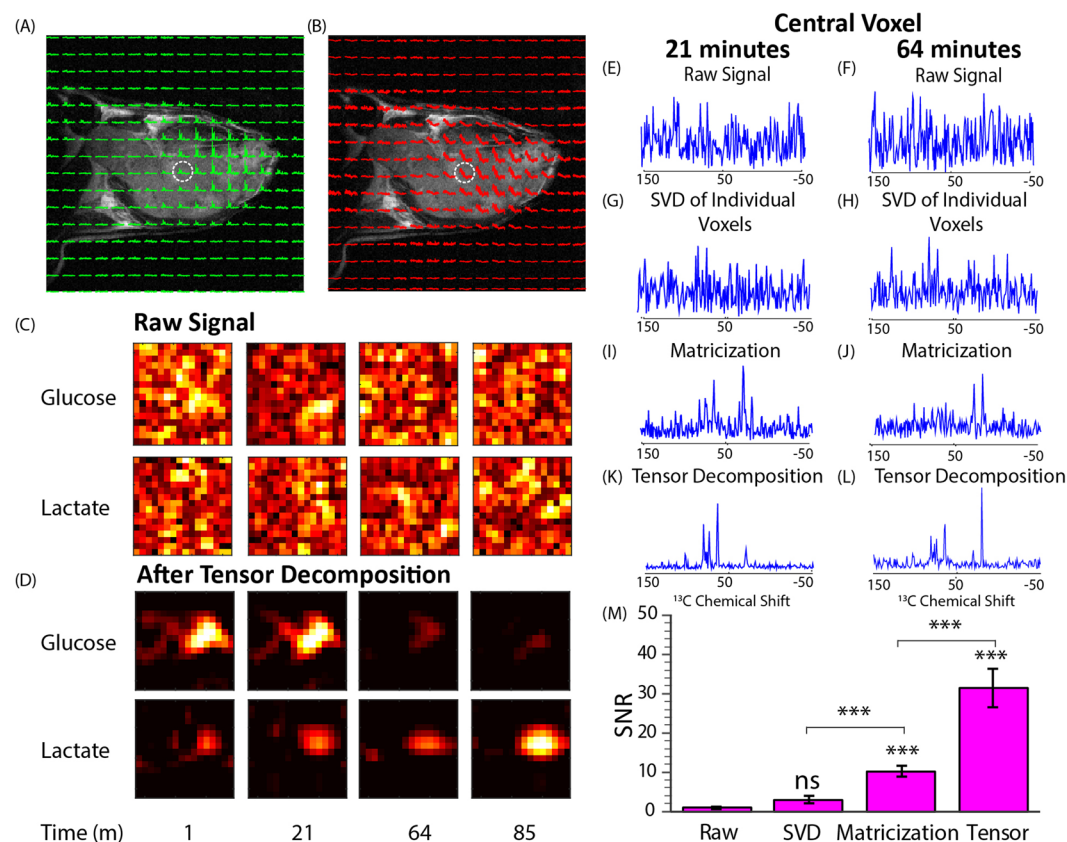 (A)
(B)
(C)
Raw Signal
Glucose
Lactate
(D)
After Tensor Decomposition
Glucose
Lactate
Time (m)
1
21
64
85
Central Voxel
21 minutes
64 minutes
(E)
Raw Signal
150
50
-50
(F)
Raw Signal
150
50
-50
(G)
SVD of Individual
Voxels
150
50
-50
(H)
SVD of Individual
Voxels
150
50
-50
(I)
Matricization
150
50
-50
(J)
Matricization
150
50
-50
(K)
Tensor Decomposition
150
50
-50
(L)
Tensor Decomposition
150
50
-50
¹³C Chemical Shift
(M)
SNR
50
40
30
20
10
0
ns
***
***
***
***
Raw
SVD
Matricization
Tensor